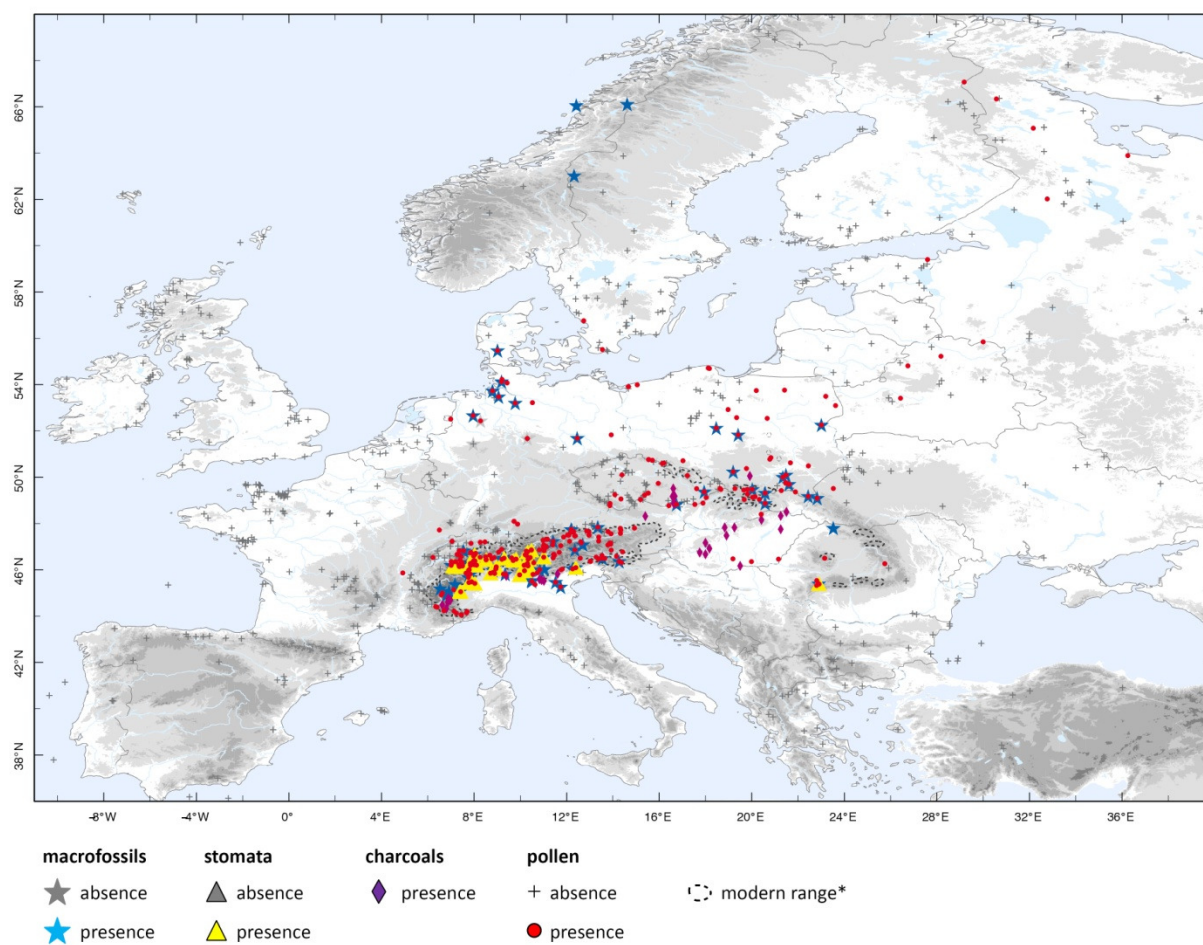 66°N
62°N
58°N
54°N
50°N
46°N
42°N
38°N
8°W 4°W 0° 4°E 8°E 12°E 16°E 20°E 24°E 28°E 32°E 36°E
macrofossils stomata charcoals pollen
absence absence presence absence modern range*
presence presence presence